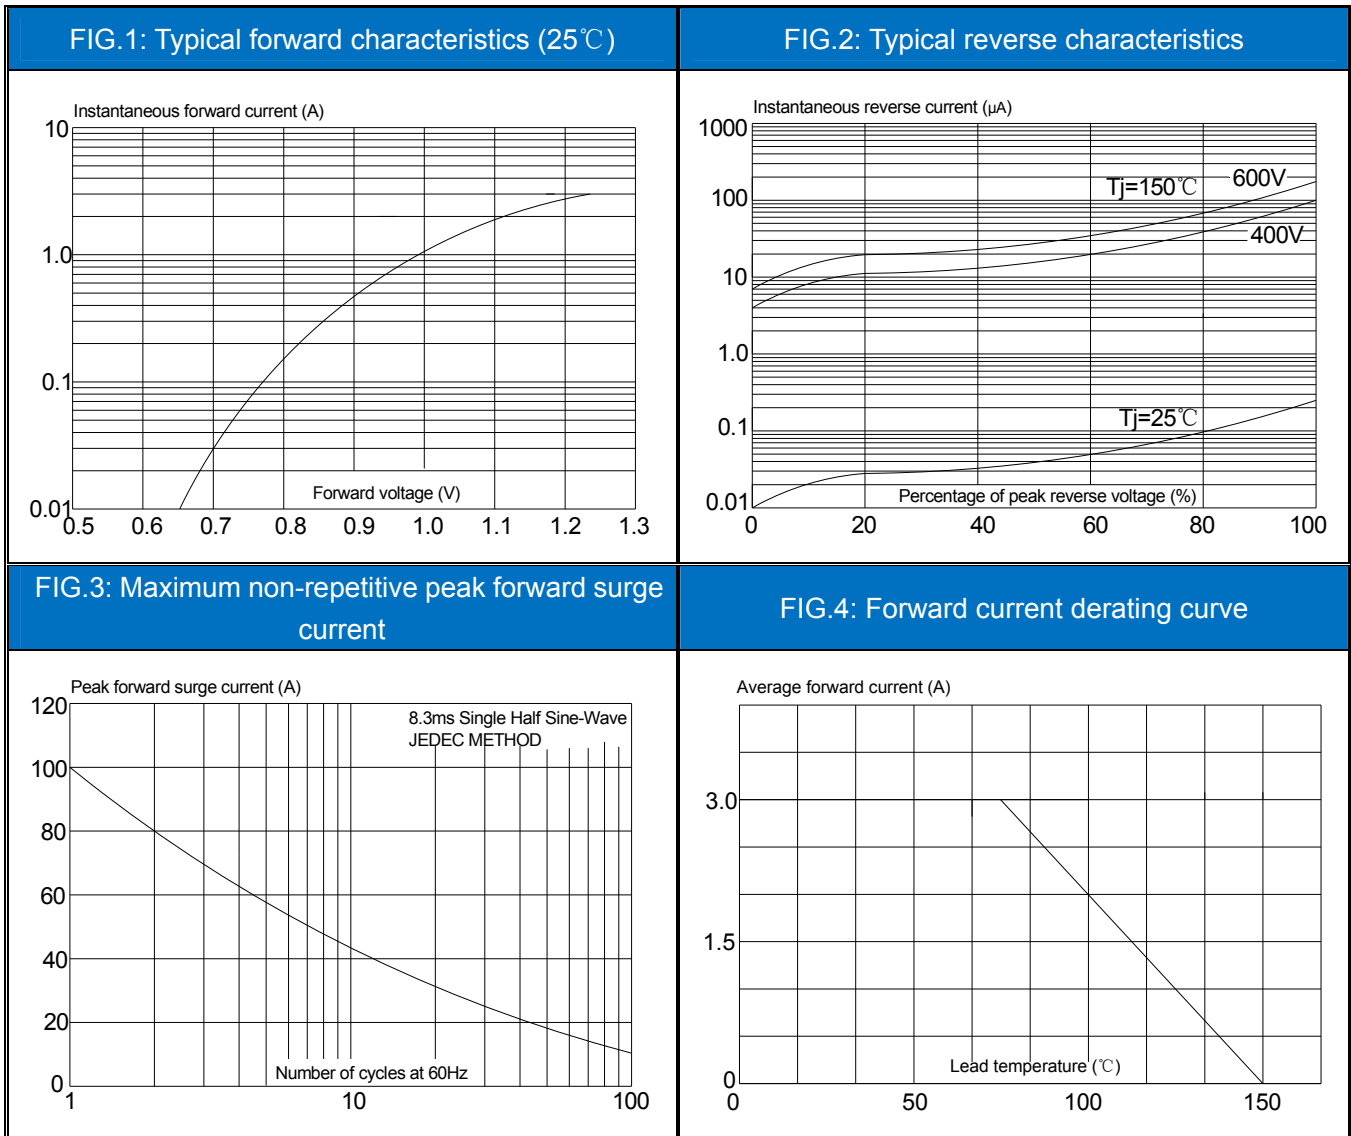 FIG.1: Typical forward characteristics (25℃)
Instantaneous forward current (A)
10
1.0
0.1
0.01
Forward voltage (V)
0.5 0.6 0.7 0.8 0.9 1.0 1.1 1.2 1.3
FIG.2: Typical reverse characteristics
Instantaneous reverse current (μA)
1000
Tj=150℃ 600V
100
400V
10
1.0
Tj=25℃
0.1
0.01
Percentage of peak reverse voltage (%)
0 20 40 60 80 100
FIG.3: Maximum non-repetitive peak forward surge
current
Peak forward surge current (A)
120
8.3ms Single Half Sine-Wave
JEDEC METHOD
100
80
60
40
20
0
Number of cycles at 60Hz
1 10 100
FIG.4: Forward current derating curve
Average forward current (A)
3.0
1.5
0
Lead temperature (℃)
0 50 100 150